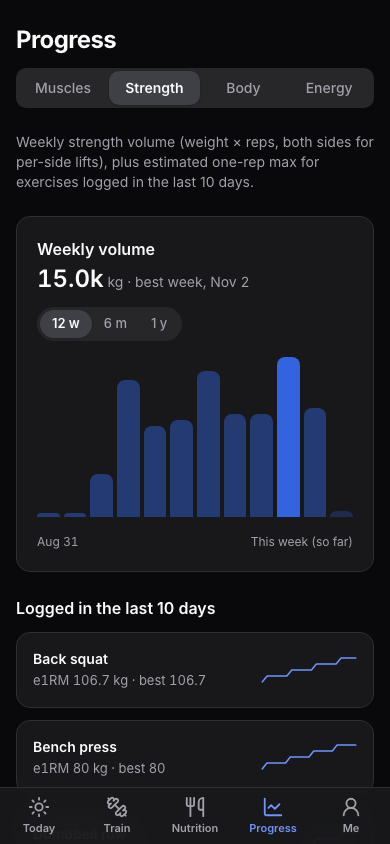 Progress
Muscles
Strength
Body
Energy
Weekly strength volume (weight × reps, both sides for
per-side lifts), plus estimated one-rep max for
exercises logged in the last 10 days.
Weekly volume
15.0k kg · best week, Nov 2
12 w
6 m
1 y
Aug 31
This week (so far)
Logged in the last 10 days
Back squat
e1RM 106.7 kg · best 106.7
Bench press
e1RM 80 kg · best 80
Today
Train
Nutrition
Progress
Me